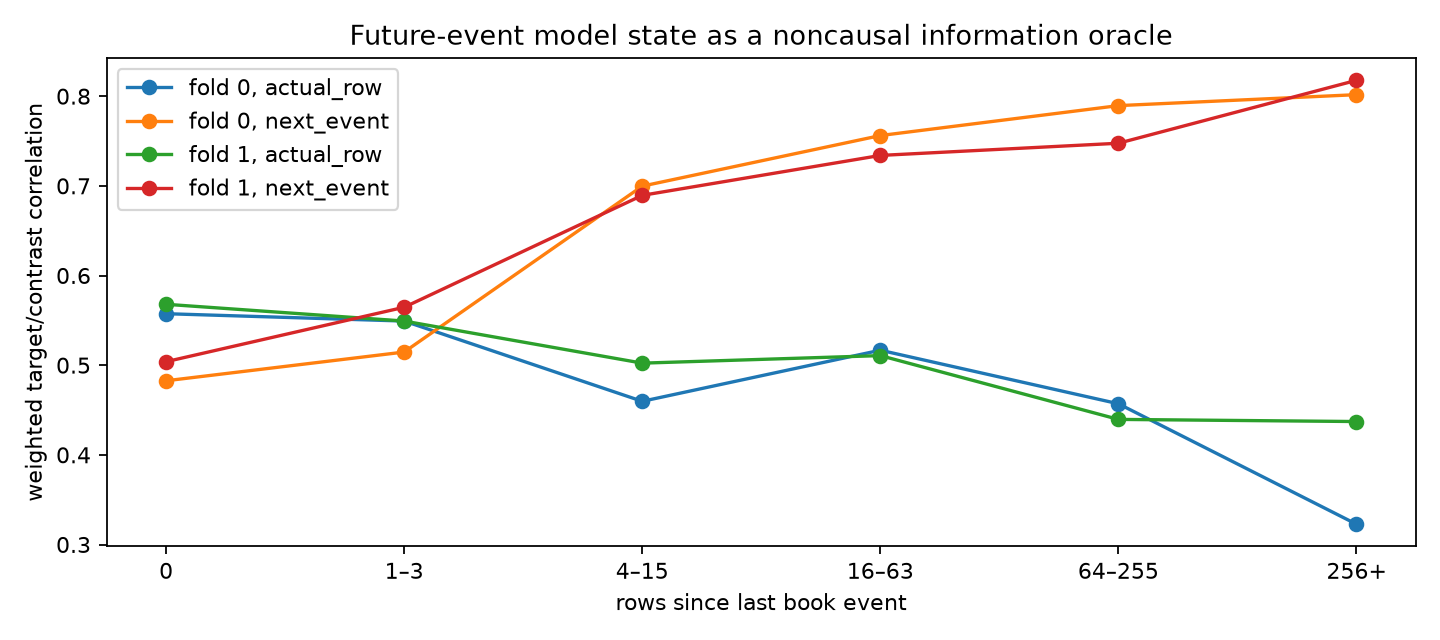 Future-event model state as a noncausal information oracle
fold 0, actual_row
fold 0, next_event
fold 1, actual_row
fold 1, next_event
weighted target/contrast correlation
0.8
0.7
0.6
0.5
0.4
0.3
0
1–3
4–15
16–63
64–255
256+
rows since last book event